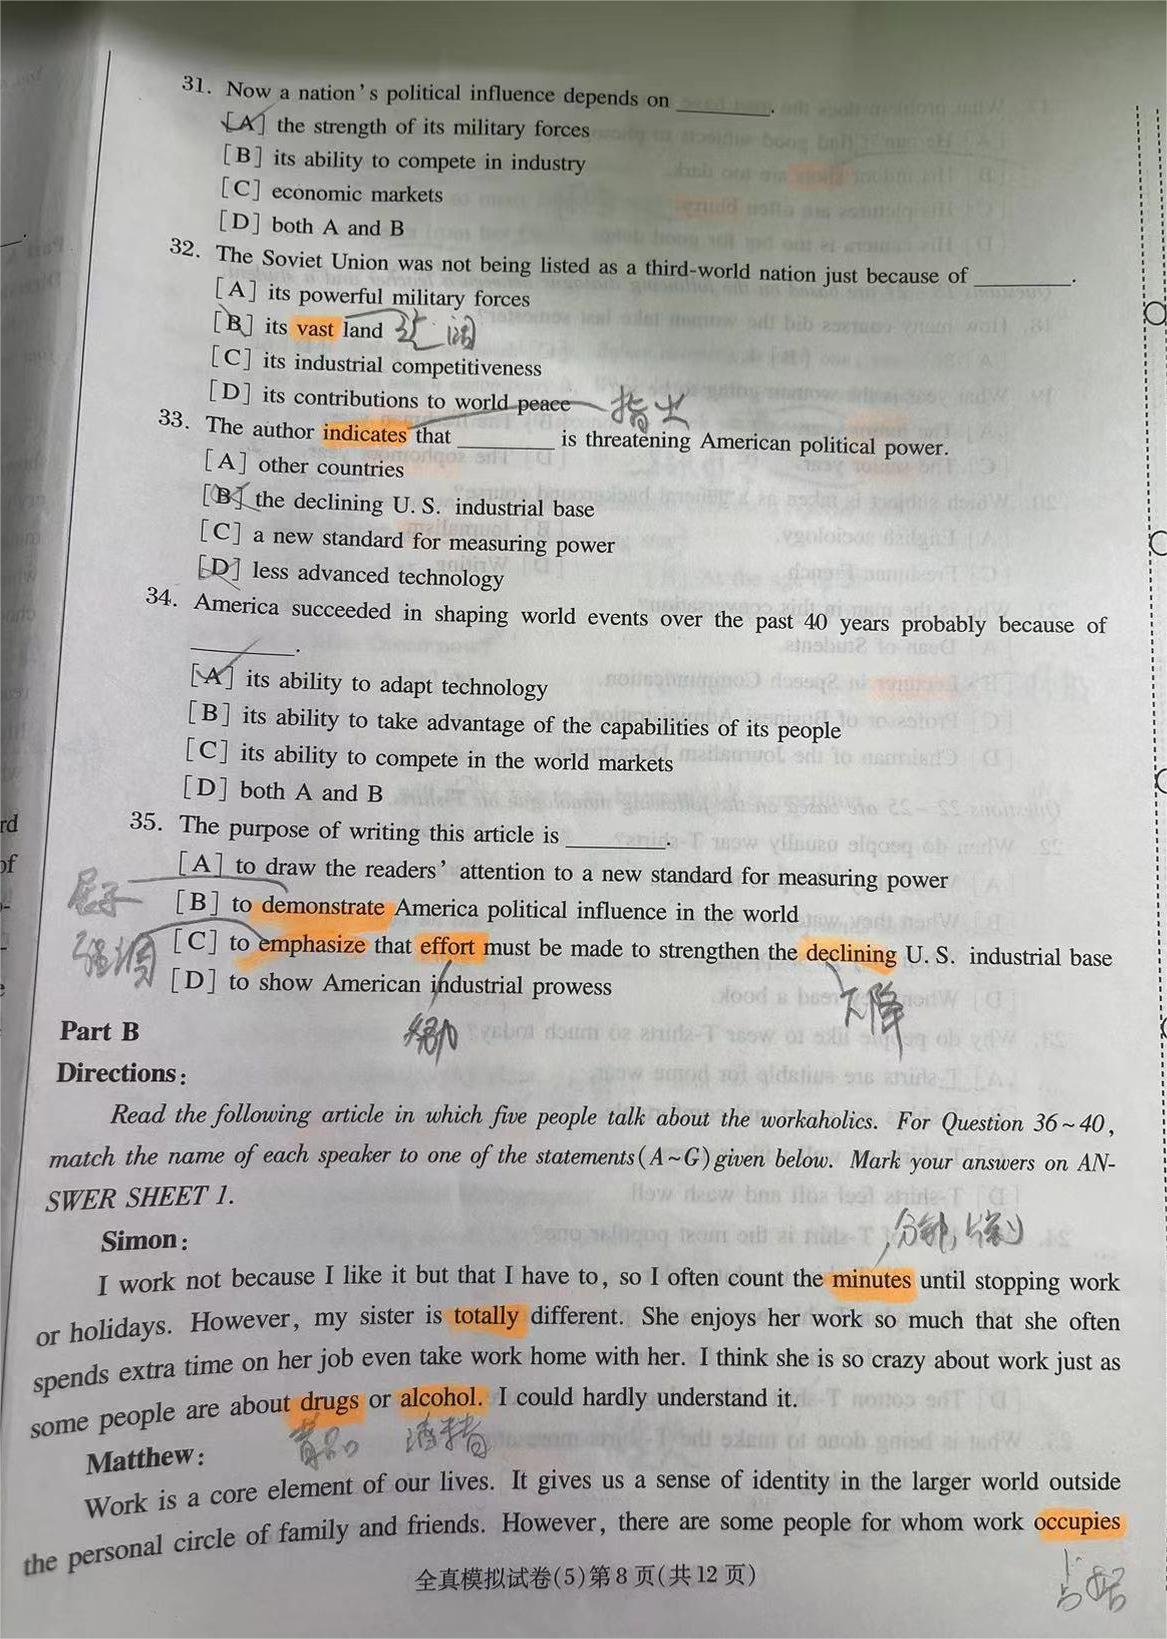 31. Now a nation's political influence depends on ________.
[A] the strength of its military forces
[B] its ability to compete in industry
[C] economic markets
[D] both A and B
32. The Soviet Union was not being listed as a third-world nation just because of ________.
[A] its powerful military forces
[B] its vast land 辽阔
[C] its industrial competitiveness
[D] its contributions to world peace 指出
33. The author indicates that ________ is threatening American political power.
[A] other countries
[B] the declining U.S. industrial base
[C] a new standard for measuring power
[D] less advanced technology
34. America succeeded in shaping world events over the past 40 years probably because of
________.
[A] its ability to adapt technology
[B] its ability to take advantage of the capabilities of its people
[C] its ability to compete in the world markets
[D] both A and B
35. The purpose of writing this article is ________.
[A] to draw the readers' attention to a new standard for measuring power
展示 [B] to demonstrate America political influence in the world
强调 [C] to emphasize that effort must be made to strengthen the declining U.S. industrial base
[D] to show American industrial prowess
努力 下降
Part B
Directions:
Read the following article in which five people talk about the workaholics. For Question 36~40,
match the name of each speaker to one of the statements(A~G)given below. Mark your answers on AN-
SWER SHEET 1.
分钟,
Simon:
I work not because I like it but that I have to, so I often count the minutes until stopping work
or holidays. However, my sister is totally different. She enjoys her work so much that she often
spends extra time on her job even take work home with her. I think she is so crazy about work just as
some people are about drugs or alcohol. I could hardly understand it.
毒品 酒精
Matthew:
Work is a core element of our lives. It gives us a sense of identity in the larger world outside
the personal circle of family and friends. However, there are some people for whom work occupies
占据
全真模拟试卷(5)第8页(共12页)